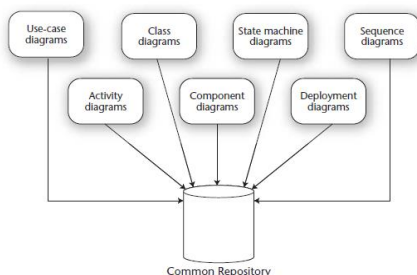 Use-case
diagrams
Class
diagrams
State machine
diagrams
Sequence
diagrams
Activity
diagrams
Component
diagrams
Deployment
diagrams
Common Repository